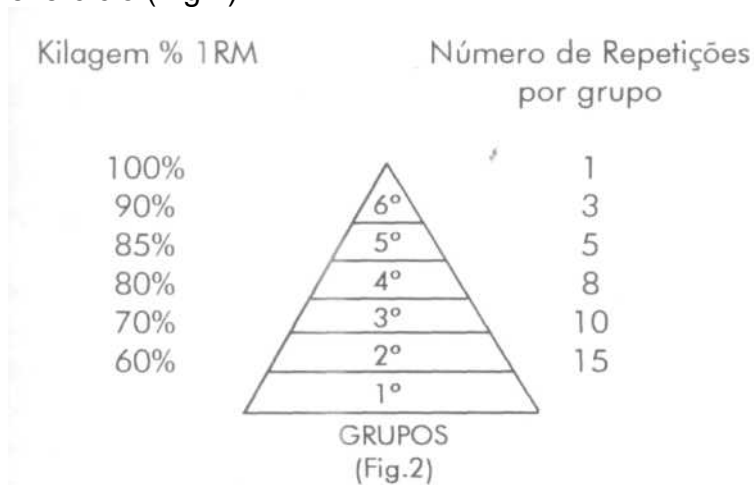 Kilagem % 1RM Número de Repetições
por grupo
100% 1
90% 6º 3
85% 5º 5
80% 4º 8
70% 3º 10
60% 2º 15
1º
GRUPOS
(Fig.2)